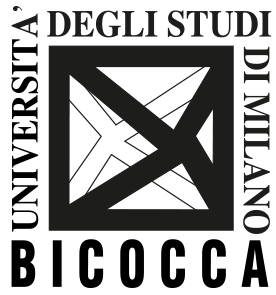 UNIVERSITA'
DEGLI STUDI
DI MILANO
BICOCCA